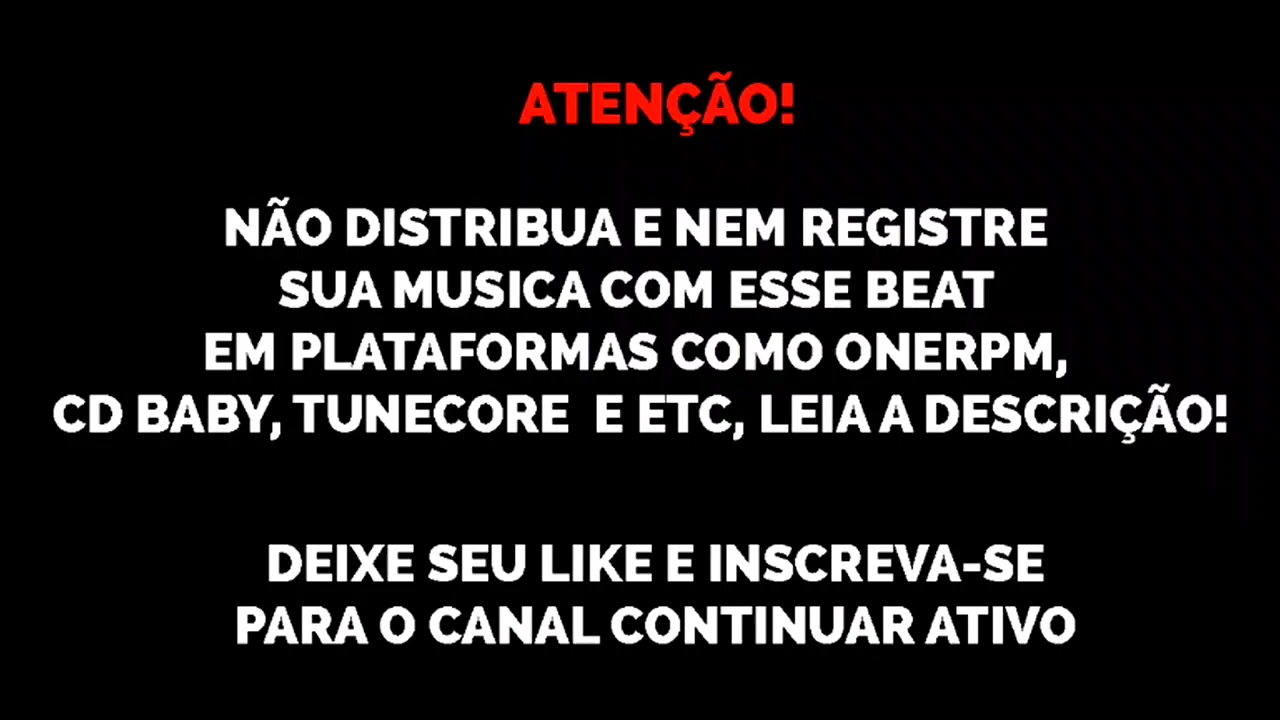 ATENÇÃO!
NÃO DISTRIBUA E NEM REGISTRE
SUA MUSICA COM ESSE BEAT
EM PLATAFORMAS COMO ONERPM,
CD BABY, TUNECORE E ETC, LEIA A DESCRIÇÃO!
DEIXE SEU LIKE E INSCREVA-SE
PARA O CANAL CONTINUAR ATIVO